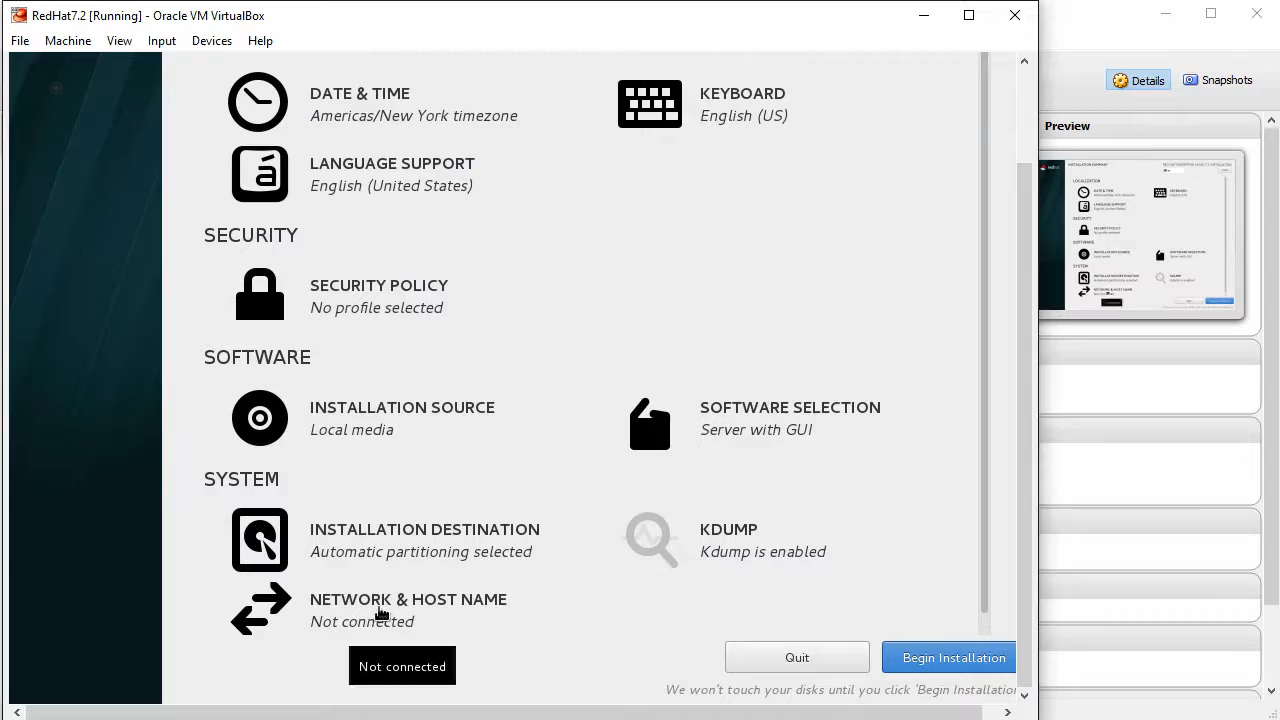 RedHat7.2 [Running] - Oracle VM VirtualBox
File Machine View Input Devices Help
Details
Snapshots
Preview
DATE & TIME
Americas/New York timezone
KEYBOARD
English (US)
LANGUAGE SUPPORT
English (United States)
SECURITY
SECURITY POLICY
No profile selected
SOFTWARE
INSTALLATION SOURCE
Local media
SOFTWARE SELECTION
Server with GUI
SYSTEM
INSTALLATION DESTINATION
Automatic partitioning selected
KDUMP
Kdump is enabled
NETWORK & HOST NAME
Not connected
Not connected
Quit
Begin Installation
We won't touch your disks until you click 'Begin Installation